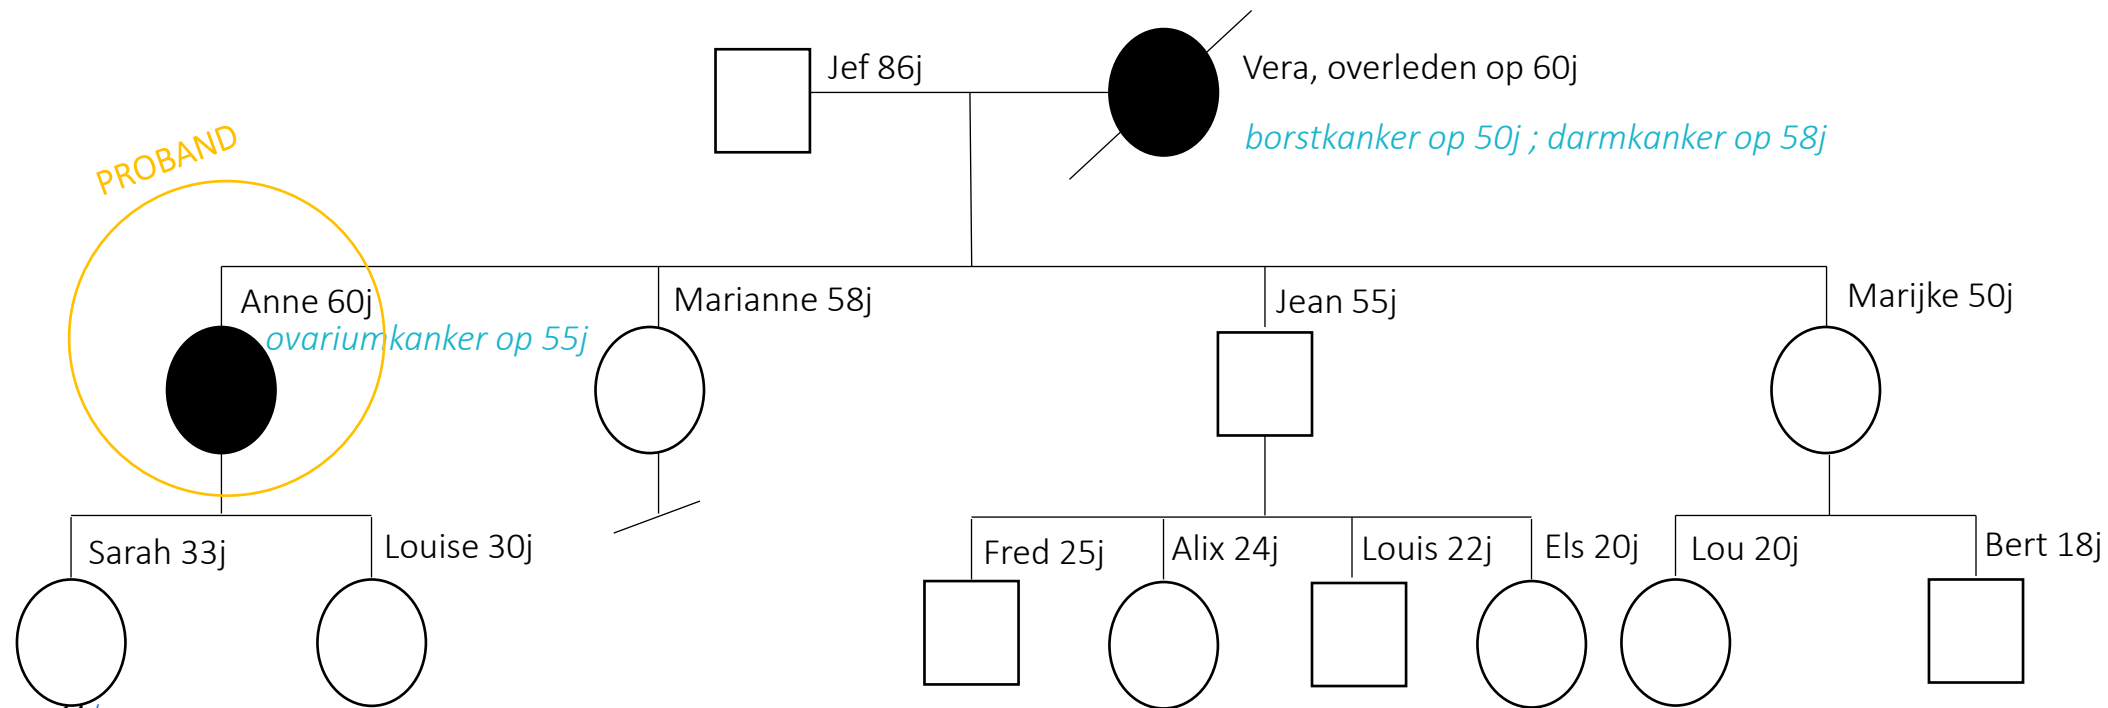 Jef 86j
Vera, overleden op 60j
borstkanker op 50j ; darmkanker op 58j
PROBAND
Anne 60j
ovariumkanker op 55j
Marianne 58j
Jean 55j
Marijke 50j
Sarah 33j
Louise 30j
Fred 25j
Alix 24j
Louis 22j
Els 20j
Lou 20j
Bert 18j